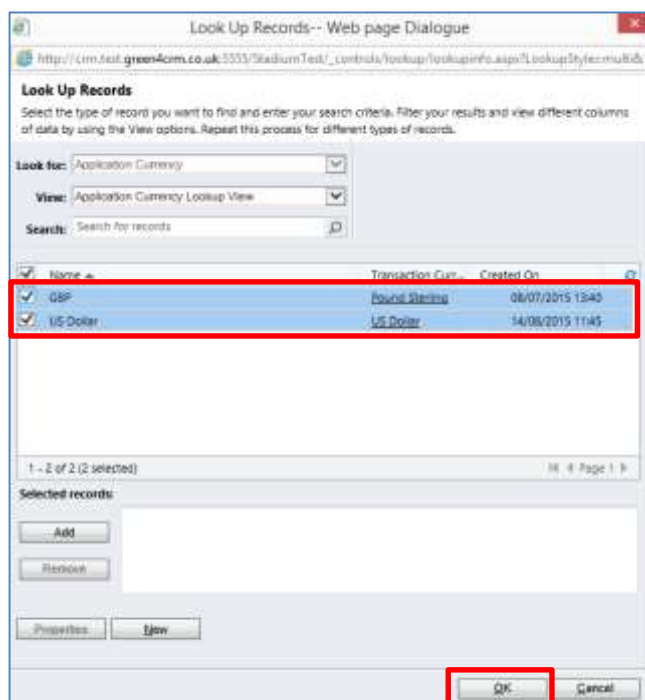 Look Up Records-- Web page Dialogue
http://crm.test.green4crm.co.uk:5555/StadiumTest/_controls/lookup/lookupinfo.aspx?LookupStyle=multi&
Look Up Records
Select the type of record you want to find and enter your search criteria. Filter your results and view different columns
of data by using the View options. Repeat this process for different types of records.
Look for: Application Currency
View: Application Currency Lookup View
Search: Search for records
Name Transaction Curr... Created On
GBP Pound Sterling 08/07/2015 13:40
US Dollar US Dollar 14/08/2015 11:45
1 - 2 of 2 (2 selected) Page 1
Selected records:
Add
Remove
Properties New
OK Cancel